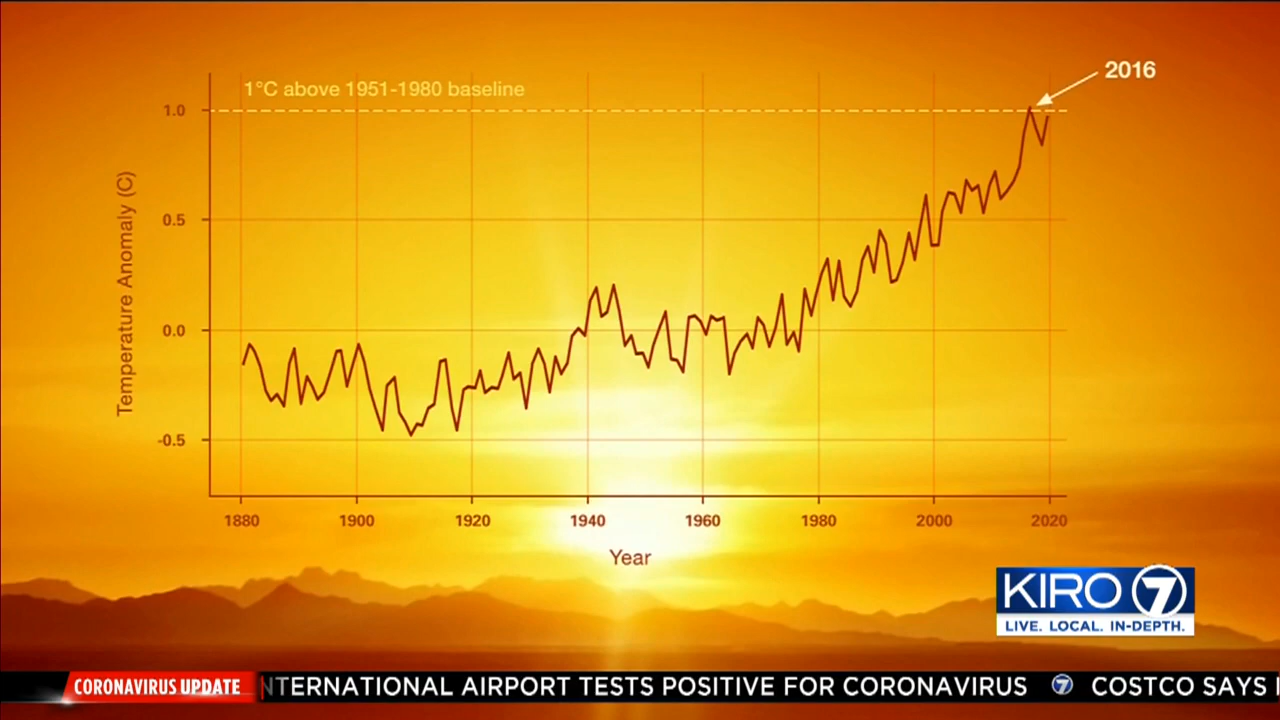 2016
1°C above 1951-1980 baseline
1.0
0.5
0.0
-0.5
Temperature Anomaly (C)
1880 1900 1920 1940 1960 1980 2000 2020
Year
KIRO 7
LIVE. LOCAL. IN-DEPTH.
CORONAVIRUS UPDATE NTERNATIONAL AIRPORT TESTS POSITIVE FOR CORONAVIRUS 7 COSTCO SAYS